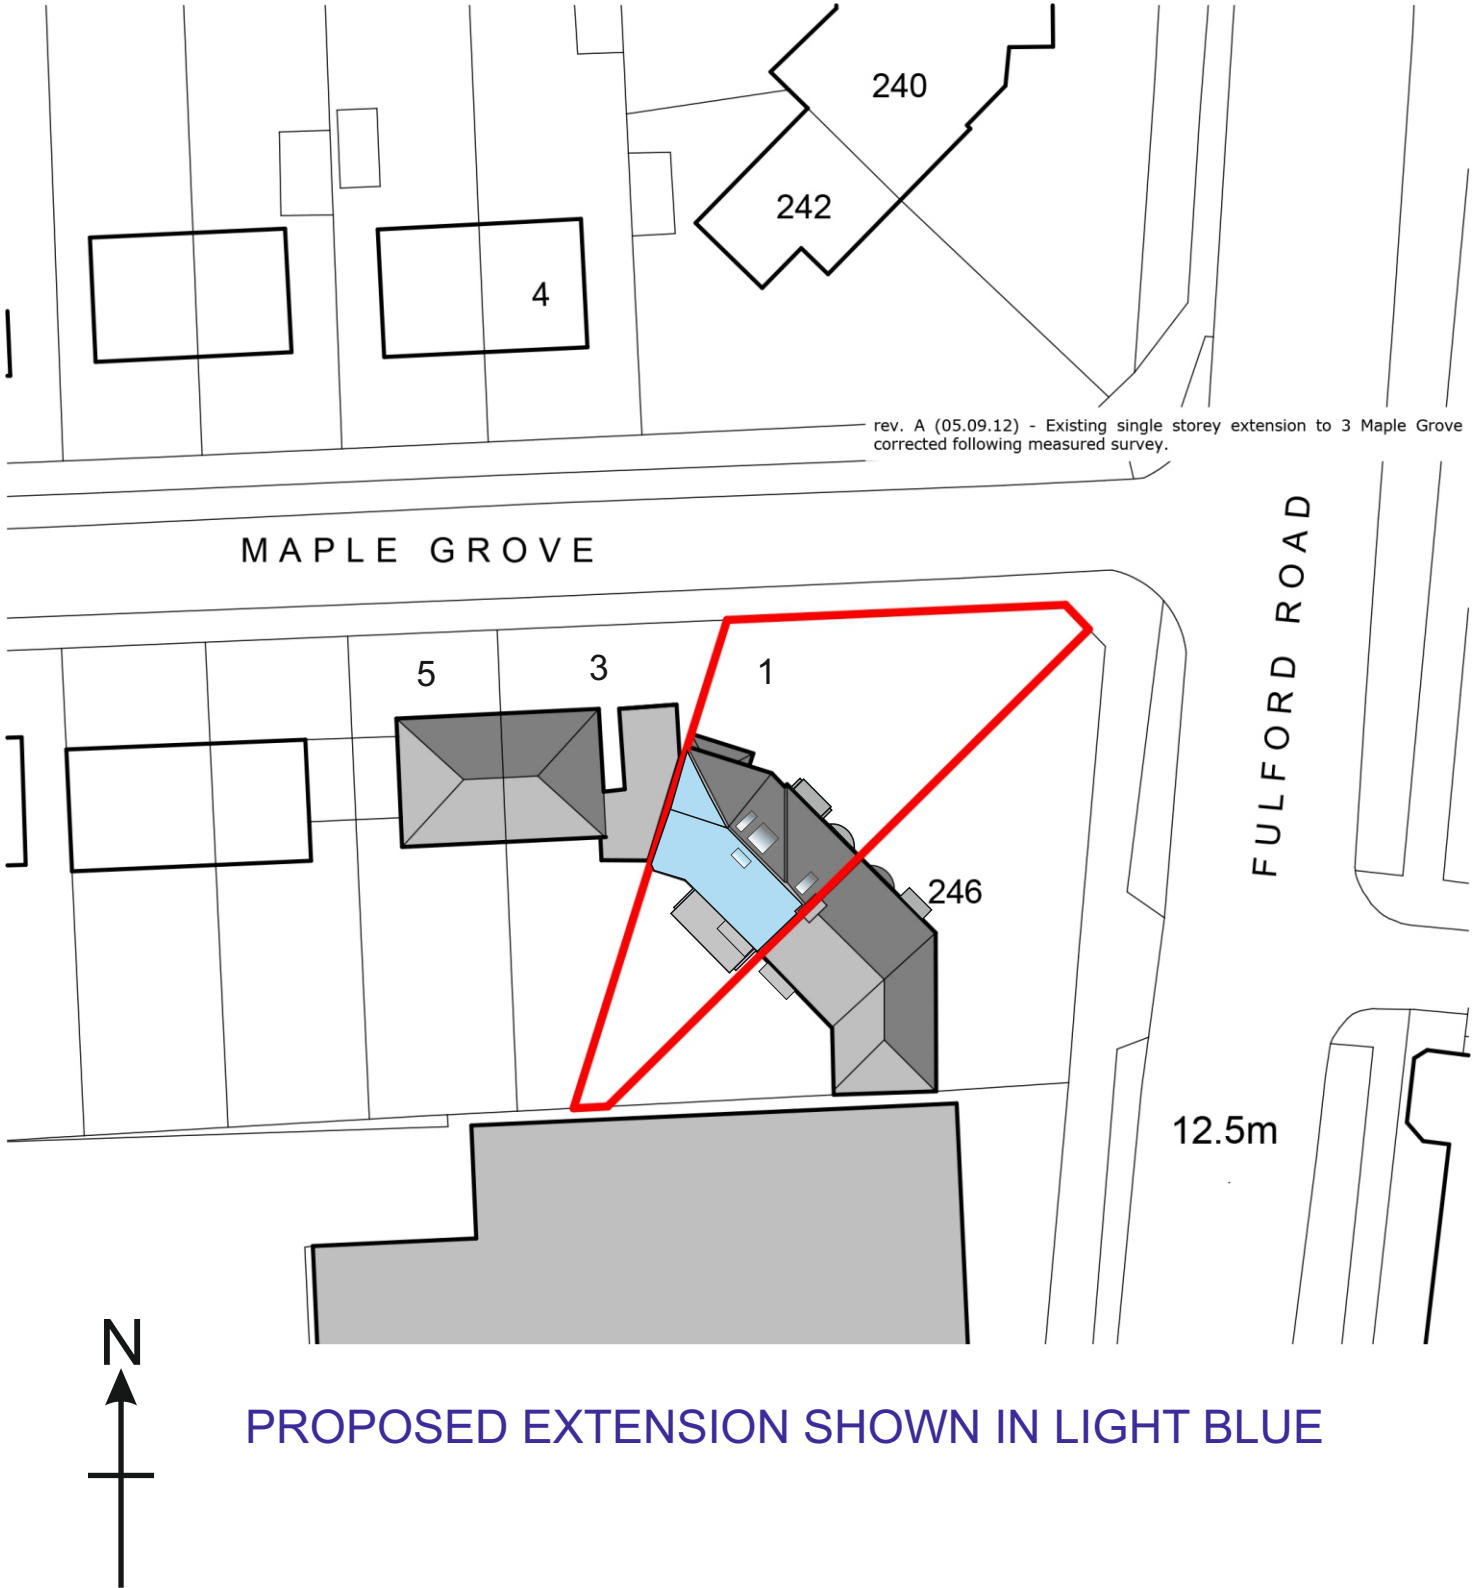 240
242
4
rev. A (05.09.12) - Existing single storey extension to 3 Maple Grove
corrected following measured survey.
MAPLE GROVE
FULFORD ROAD
5
3
1
246
12.5m
N
PROPOSED EXTENSION SHOWN IN LIGHT BLUE